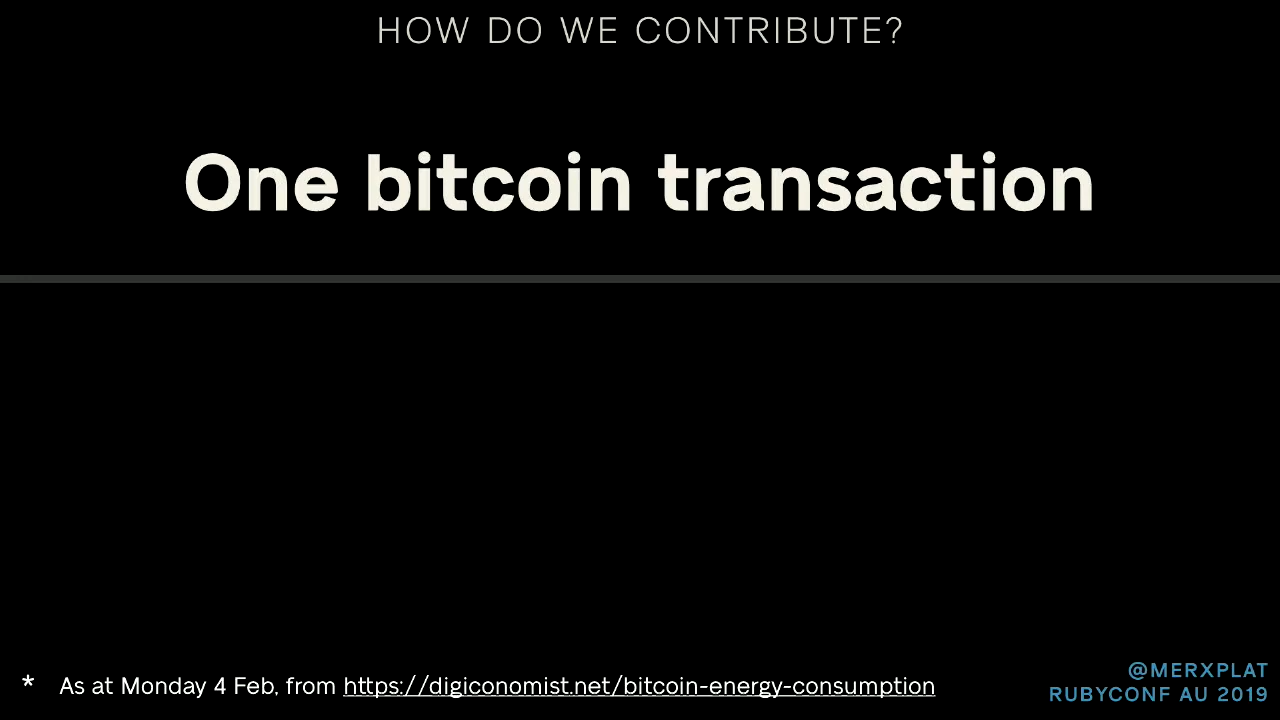 HOW DO WE CONTRIBUTE?
One bitcoin transaction
* As at Monday 4 Feb, from https://digiconomist.net/bitcoin-energy-consumption
@MERXPLAT
RUBYCONF AU 2019